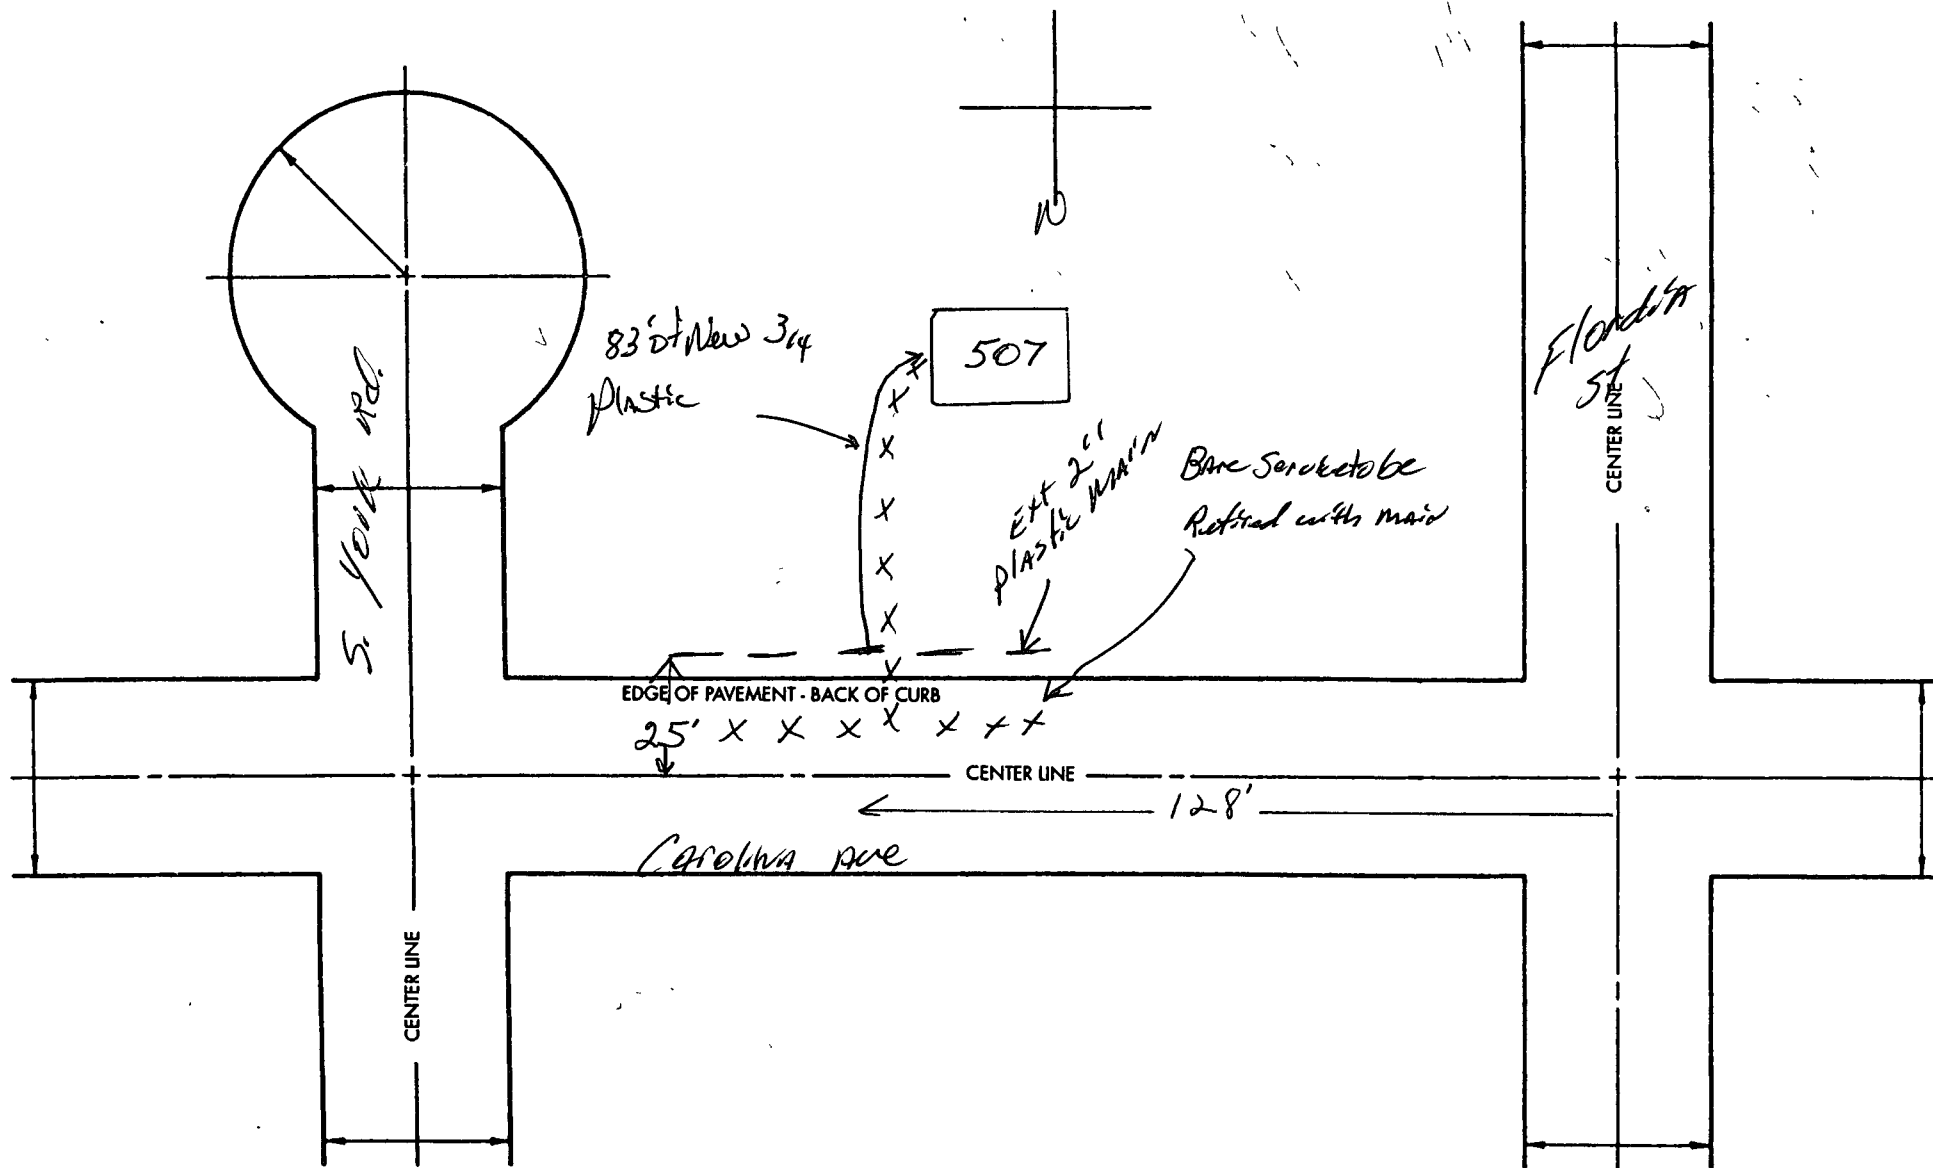 N
83' of New 3/4
Plastic
507
Florida
St
CENTER LINE
S. York Rd.
Ext 2"
Plastic Main
Bare Service to be
Retired with main
EDGE OF PAVEMENT - BACK OF CURB
25'
CENTER LINE
128'
Carolina Ave
CENTER LINE